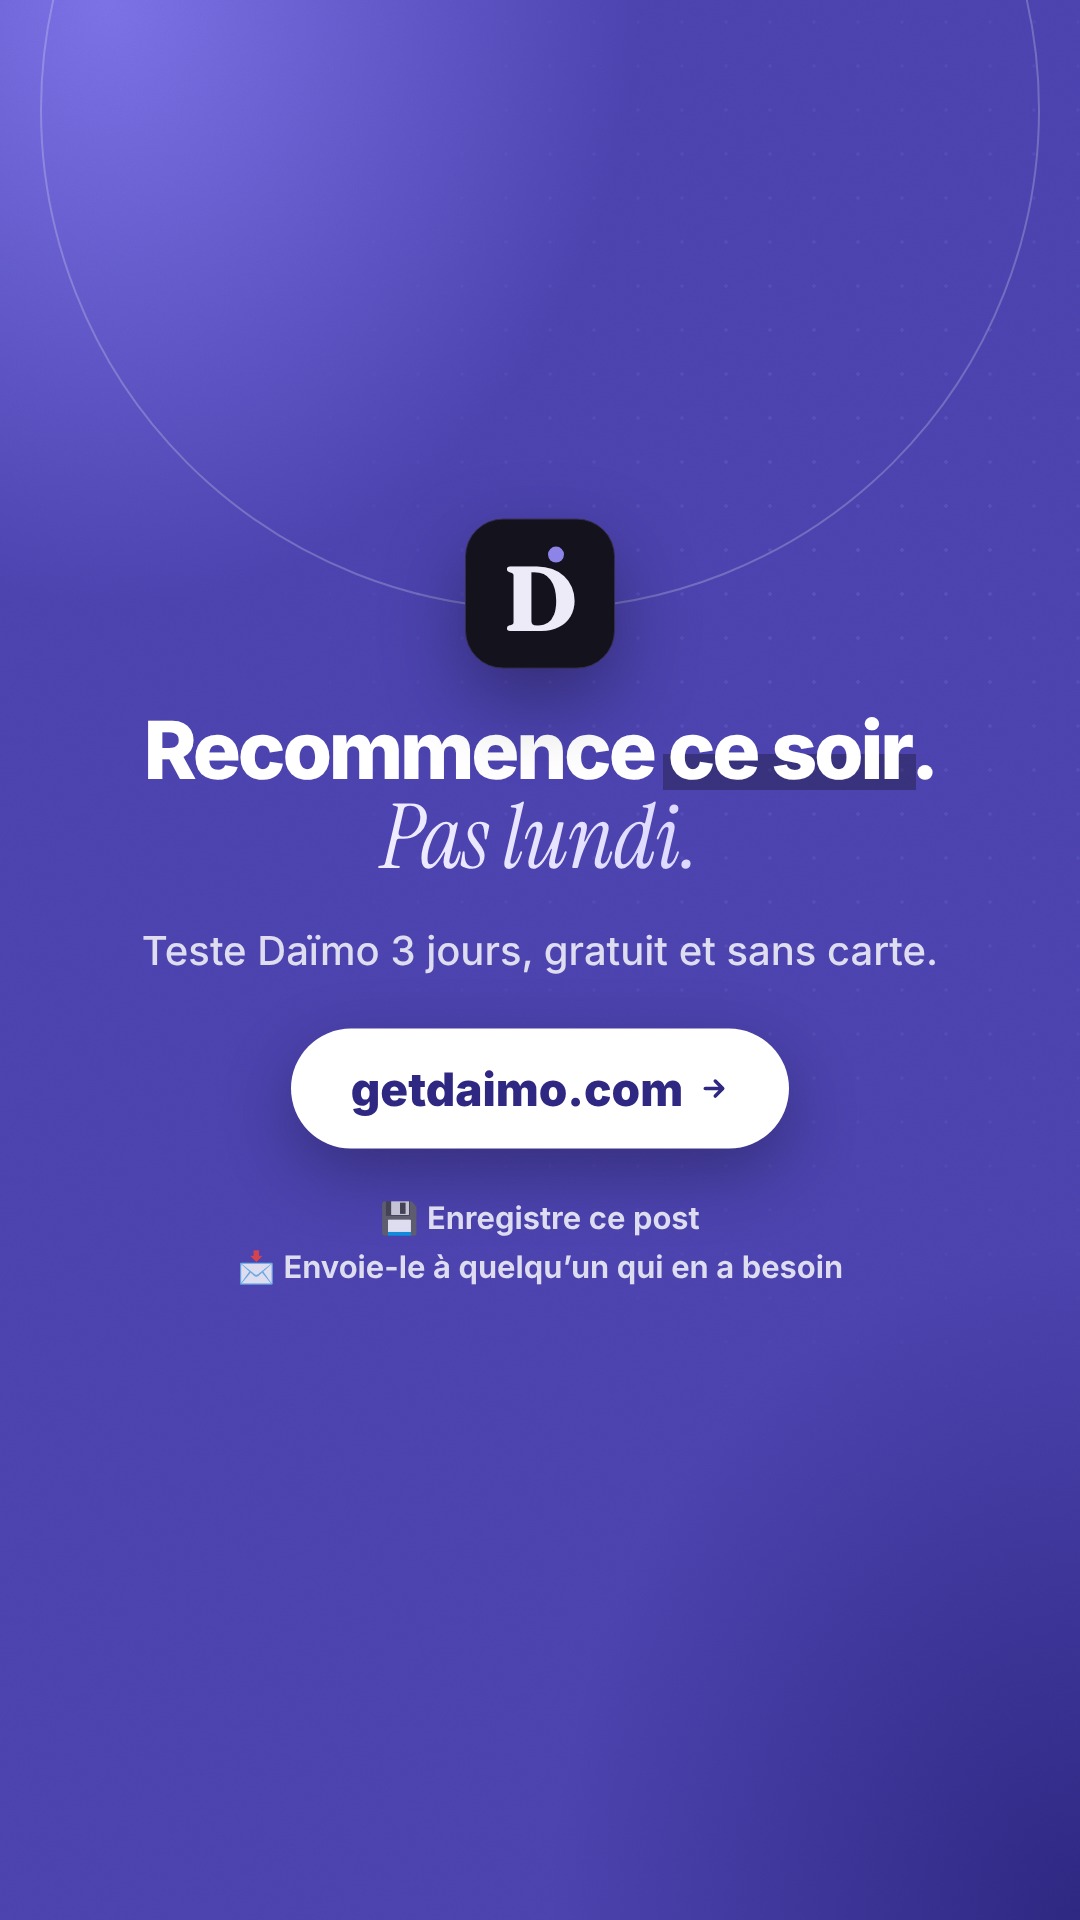 D
Recommence ce soir.
Pas lundi.
Teste Daïmo 3 jours, gratuit et sans carte.
getdaimo.com →
💾 Enregistre ce post
📩 Envoie-le à quelqu’un qui en a besoin